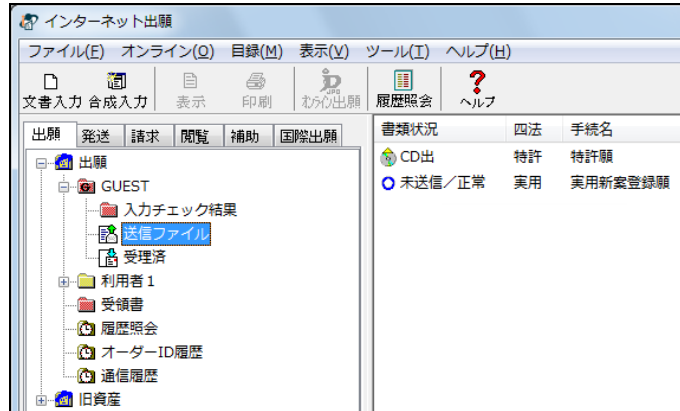 インターネット出願
ファイル(F) オンライン(O) 目録(M) 表示(V) ツール(T) ヘルプ(H)
文書入力 合成入力 表示 印刷 オンライン出願 履歴照会 ヘルプ
出願 発送 請求 閲覧 補助 国際出願
書類状況 四法 手続名
出願
CD出 特許 特許願
GUEST
未送信／正常 実用 実用新案登録願
入力チェック結果
送信ファイル
受理済
利用者1
受領書
履歴照会
オーダーID履歴
通信履歴
旧資産